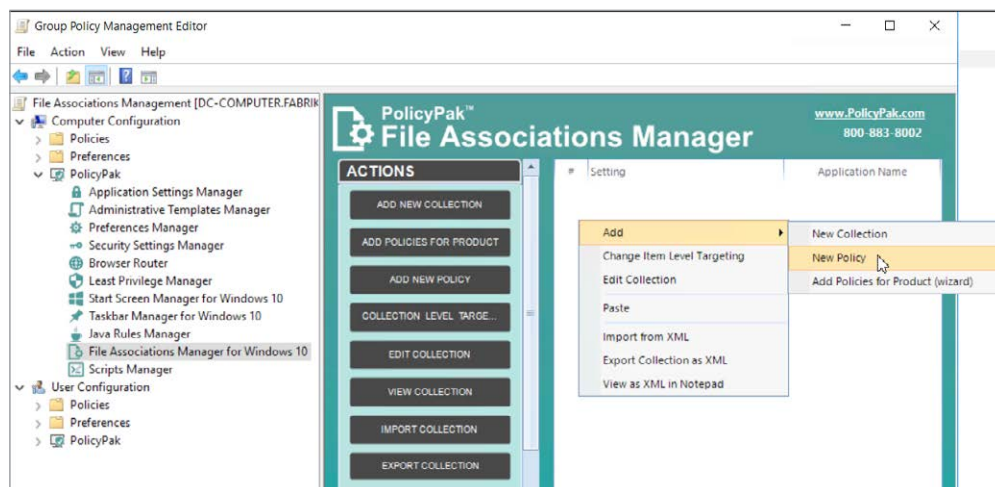 Group Policy Management Editor
File Action View Help
File Associations Management [DC-COMPUTER.FABRIK
Computer Configuration
Policies
Preferences
PolicyPak
Application Settings Manager
Administrative Templates Manager
Preferences Manager
Security Settings Manager
Browser Router
Least Privilege Manager
Start Screen Manager for Windows 10
Taskbar Manager for Windows 10
Java Rules Manager
File Associations Manager for Windows 10
Scripts Manager
User Configuration
Policies
Preferences
PolicyPak
PolicyPak™
File Associations Manager
www.PolicyPak.com
800-883-8002
ACTIONS
ADD NEW COLLECTION
ADD POLICIES FOR PRODUCT
ADD NEW POLICY
COLLECTION LEVEL TARGE...
EDIT COLLECTION
VIEW COLLECTION
IMPORT COLLECTION
EXPORT COLLECTION
# Setting Application Name
Add
Change Item Level Targeting
Edit Collection
Paste
Import from XML
Export Collection as XML
View as XML in Notepad
New Collection
New Policy
Add Policies for Product (wizard)